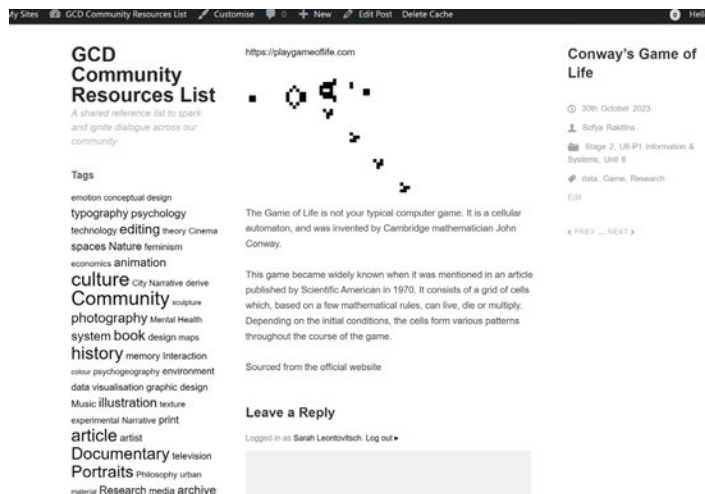 My Sites GCD Community Resources List Customise 0 New Edit Post Delete Cache 0
GCD
Community
Resources List
A shared reference list to spark
and ignite dialogue across our
community
Tags
emotion conceptual design
typography psychology
technology editing theory Cinema
spaces Nature feminism
economics animation
culture City Narrative derive
Community sculpture
photography Mental Health
system book design maps
history memory Interaction
colour psychogeography environment
data visualisation graphic design
Music illustration texture
experimental Narrative print
article artist
Documentary television
Portraits Philosophy urban
material Research media archive
https://playgameoflife.com
The Game of Life is not your typical computer game. It is a cellular
automaton, and was invented by Cambridge mathematician John
Conway.
This game became widely known when it was mentioned in an article
published by Scientific American in 1970. It consists of a grid of cells
which, based on a few mathematical rules, can live, die or multiply.
Depending on the initial conditions, the cells form various patterns
throughout the course of the game.
Sourced from the official website
Leave a Reply
Logged in as Sarah Leontovitsch. Log out ▸
Conway's Game of
Life
30th October 2023
Sofya Rakitina
Stage 2, U6-P1 Information &
Systems, Unit 6
data, Game, Research
Edit
PREV ... NEXT